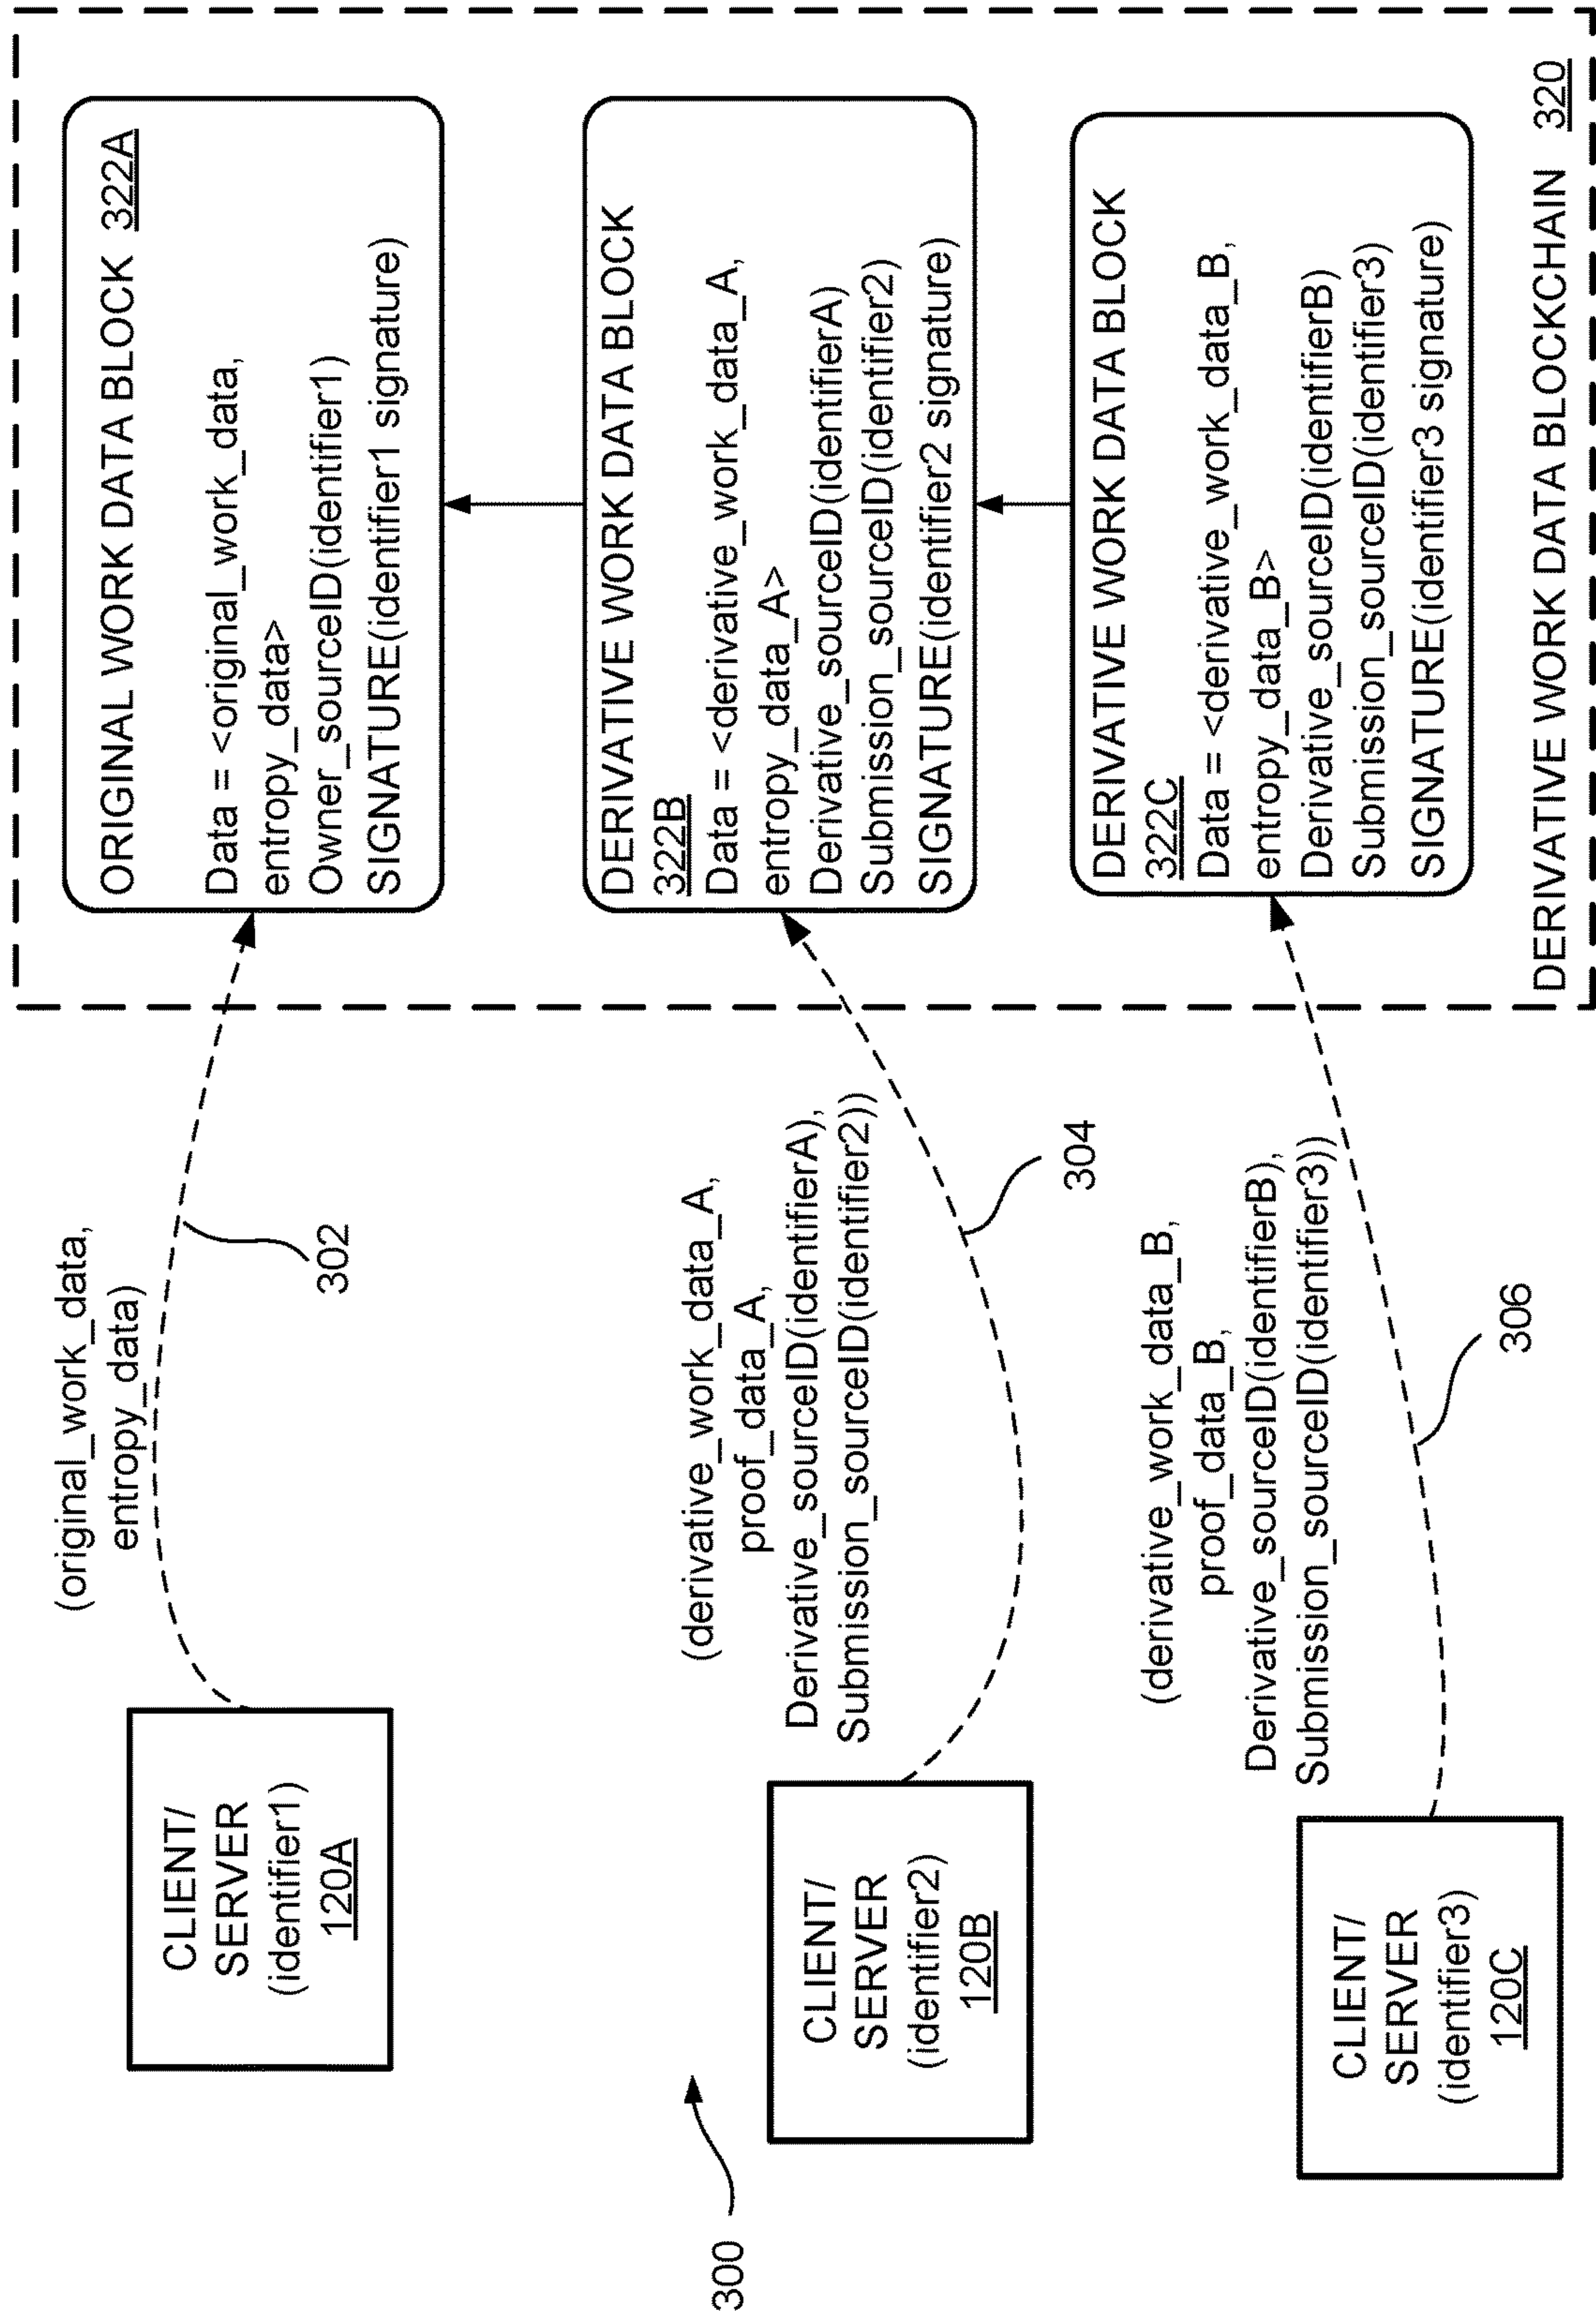 300
CLIENT/
SERVER
(identifier1)
120A
(original_work_data,
entropy_data)
302
ORIGINAL WORK DATA BLOCK 322A
Data = <original_work_data,
entropy_data>
Owner_sourceID(identifier1)
SIGNATURE(identifier1 signature)
CLIENT/
SERVER
(identifier2)
120B
(derivative_work_data_A,
proof_data_A,
Derivative_sourceID(identifierA),
Submission_sourceID(identifier2))
304
DERIVATIVE WORK DATA BLOCK
322B
Data = <derivative_work_data_A,
entropy_data_A>
Derivative_sourceID(identifierA)
Submission_sourceID(identifier2)
SIGNATURE(identifier2 signature)
CLIENT/
SERVER
(identifier3)
120C
(derivative_work_data_B,
proof_data_B,
Derivative_sourceID(identifierB),
Submission_sourceID(identifier3))
306
DERIVATIVE WORK DATA BLOCK
322C
Data = <derivative_work_data_B,
entropy_data_B>
Derivative_sourceID(identifierB)
Submission_sourceID(identifier3)
SIGNATURE(identifier3 signature)
DERIVATIVE WORK DATA BLOCKCHAIN 320